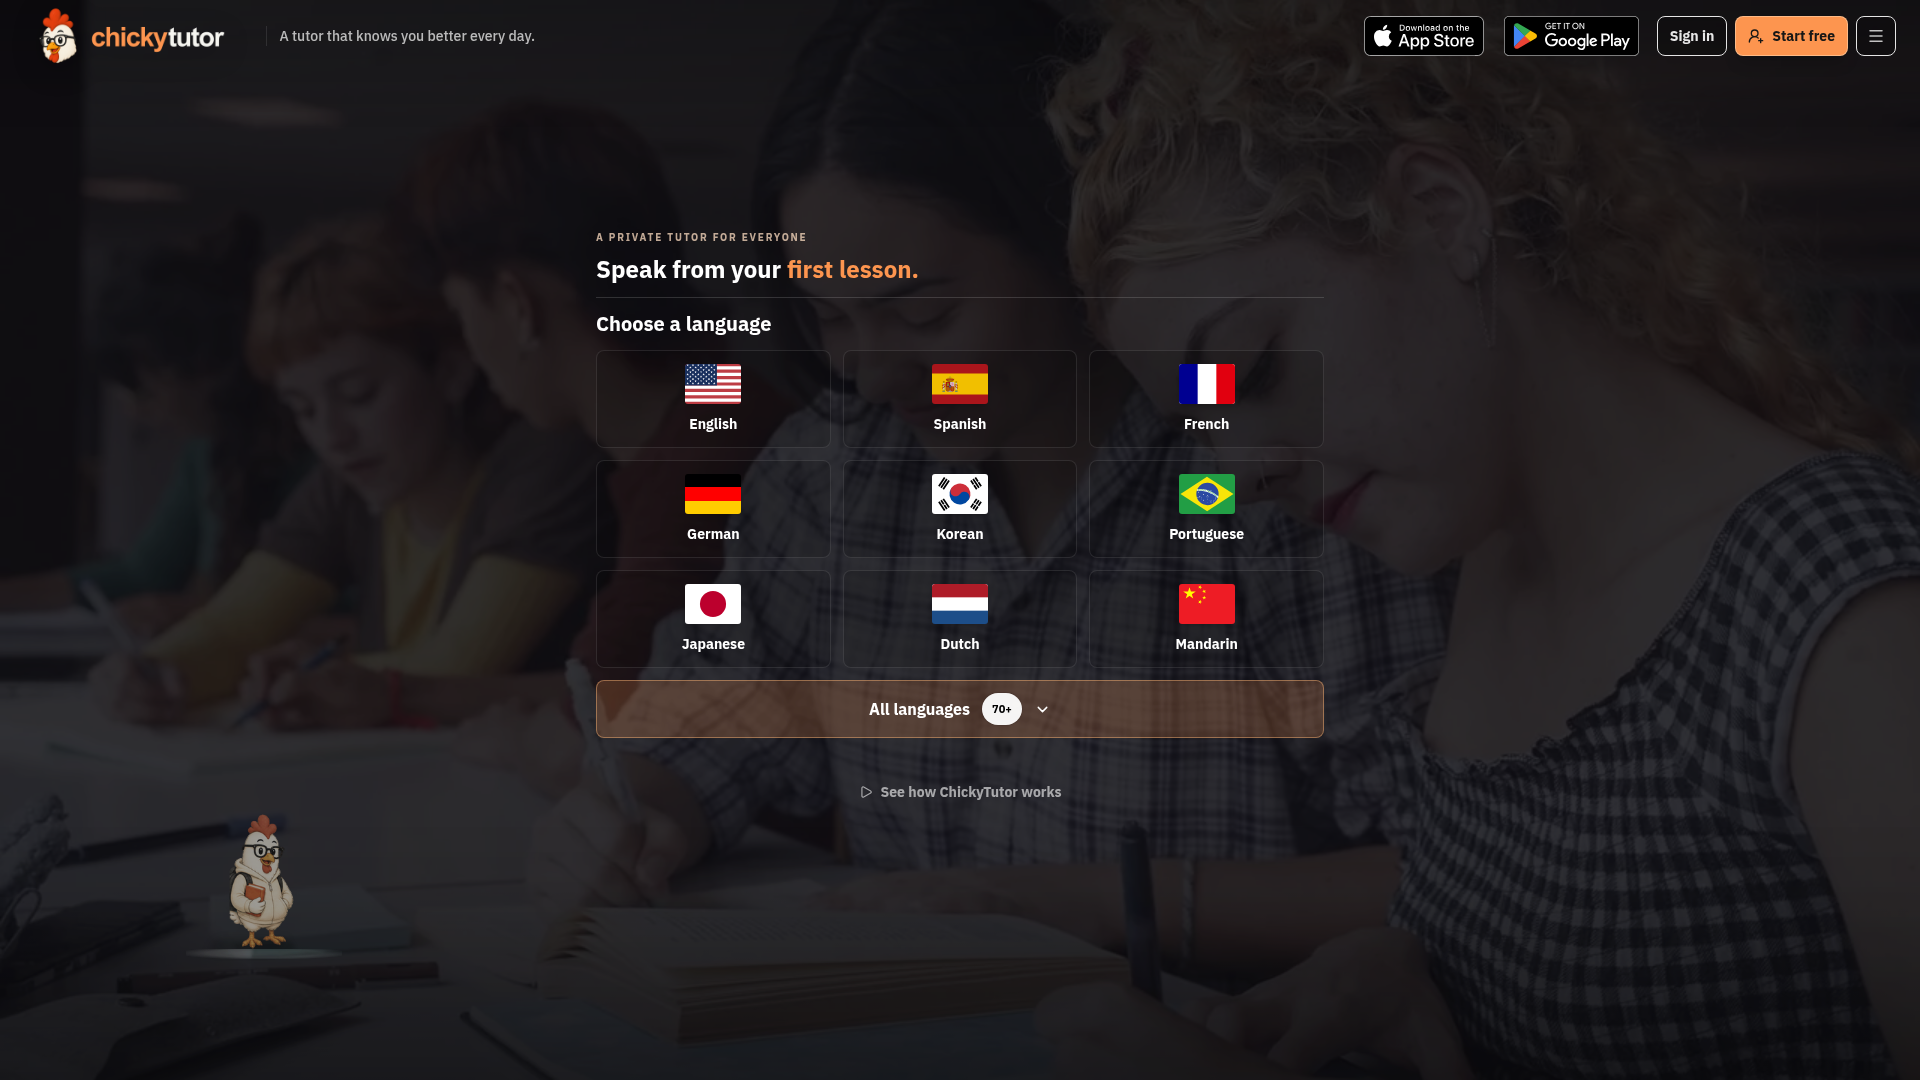 chickytutor
A tutor that knows you better every day.
Download on the
App Store
GET IT ON
Google Play
Sign in
Start free
A PRIVATE TUTOR FOR EVERYONE
Speak from your first lesson.
Choose a language
English
Spanish
French
German
Korean
Portuguese
Japanese
Dutch
Mandarin
All languages 70+
See how ChickyTutor works